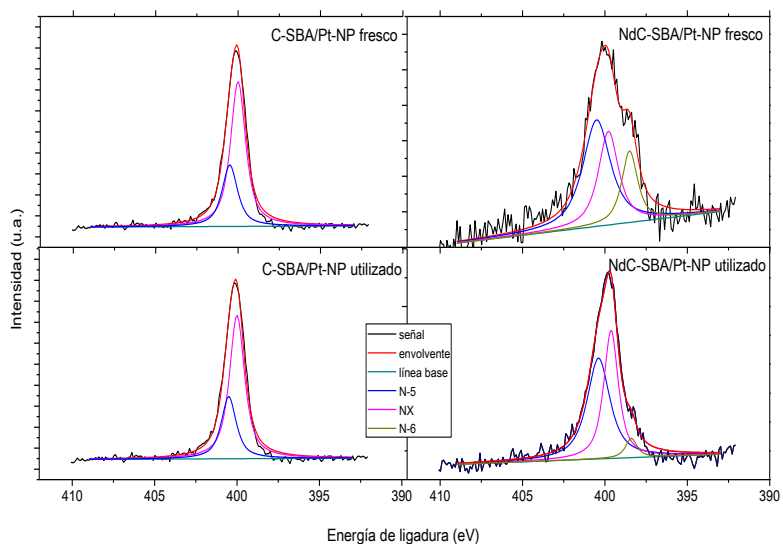 C-SBA/Pt-NP fresco
NdC-SBA/Pt-NP fresco
C-SBA/Pt-NP utilizado
NdC-SBA/Pt-NP utilizado
Intensidad (u.a.)
señal
envolvente
línea base
N-5
NX
N-6
410 405 400 395 390
410 405 400 395 390
Energía de ligadura (eV)